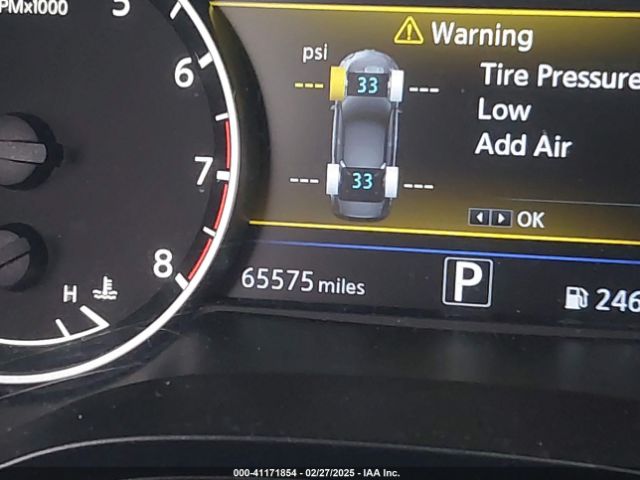 PMx1000
5
6
7
8
H
psi
--- 33 ---
--- 33 ---
Warning
Tire Pressure
Low
Add Air
OK
65575 miles
P
246
000-41171854 - 02/27/2025 - IAA Inc.